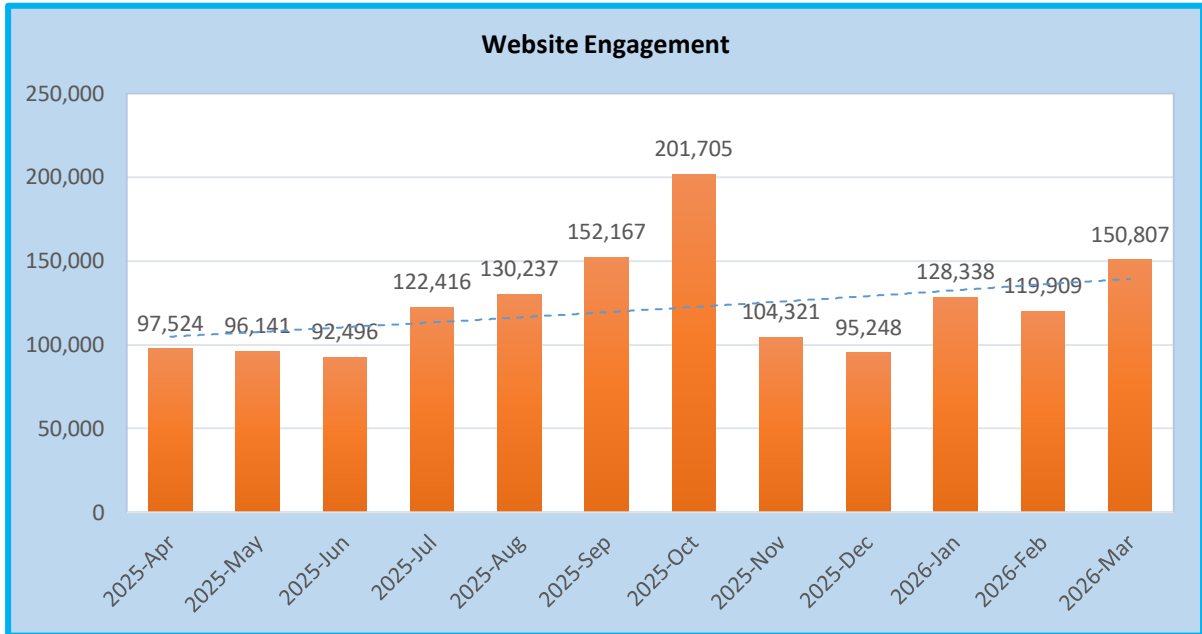 Website Engagement
250,000
200,000
150,000
100,000
50,000
0
97,524
96,141
92,496
122,416
130,237
152,167
201,705
104,321
95,248
128,338
119,909
150,807
2025-Apr
2025-May
2025-Jun
2025-Jul
2025-Aug
2025-Sep
2025-Oct
2025-Nov
2025-Dec
2026-Jan
2026-Feb
2026-Mar